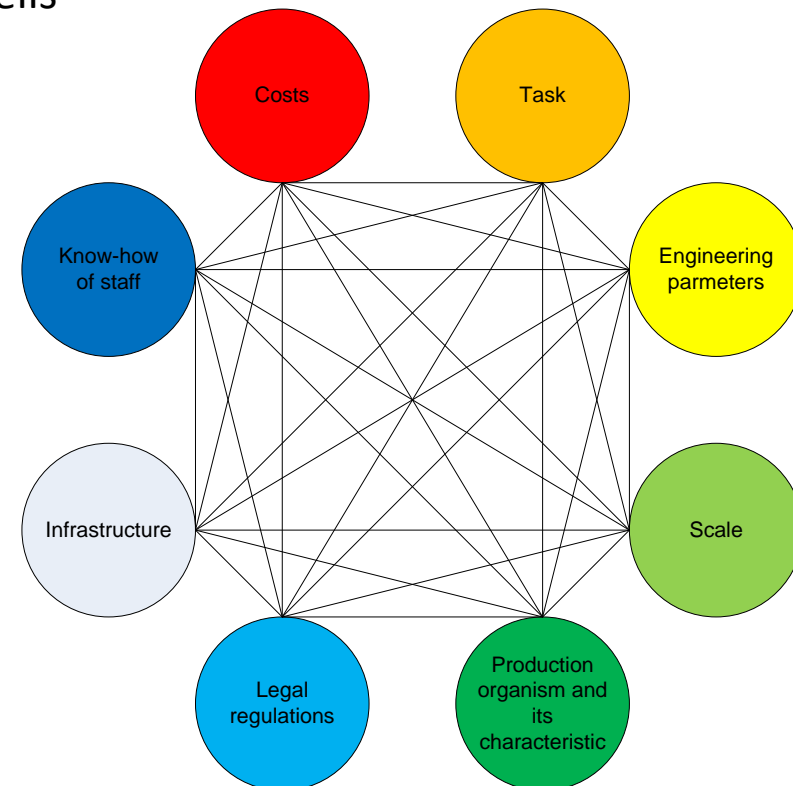 Costs
Task
Know-how
of staff
Engineering
parmeters
Infrastructure
Scale
Legal
regulations
Production
organism and
its
characteristic